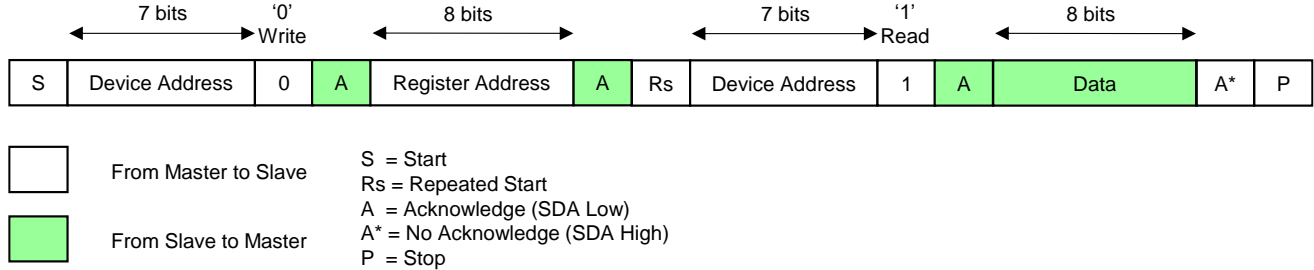 7 bits ‘0’ 8 bits 7 bits ‘1’ 8 bits
Write Read
S Device Address 0 A Register Address A Rs Device Address 1 A Data A* P
From Master to Slave
From Slave to Master
S = Start
Rs = Repeated Start
A = Acknowledge (SDA Low)
A* = No Acknowledge (SDA High)
P = Stop